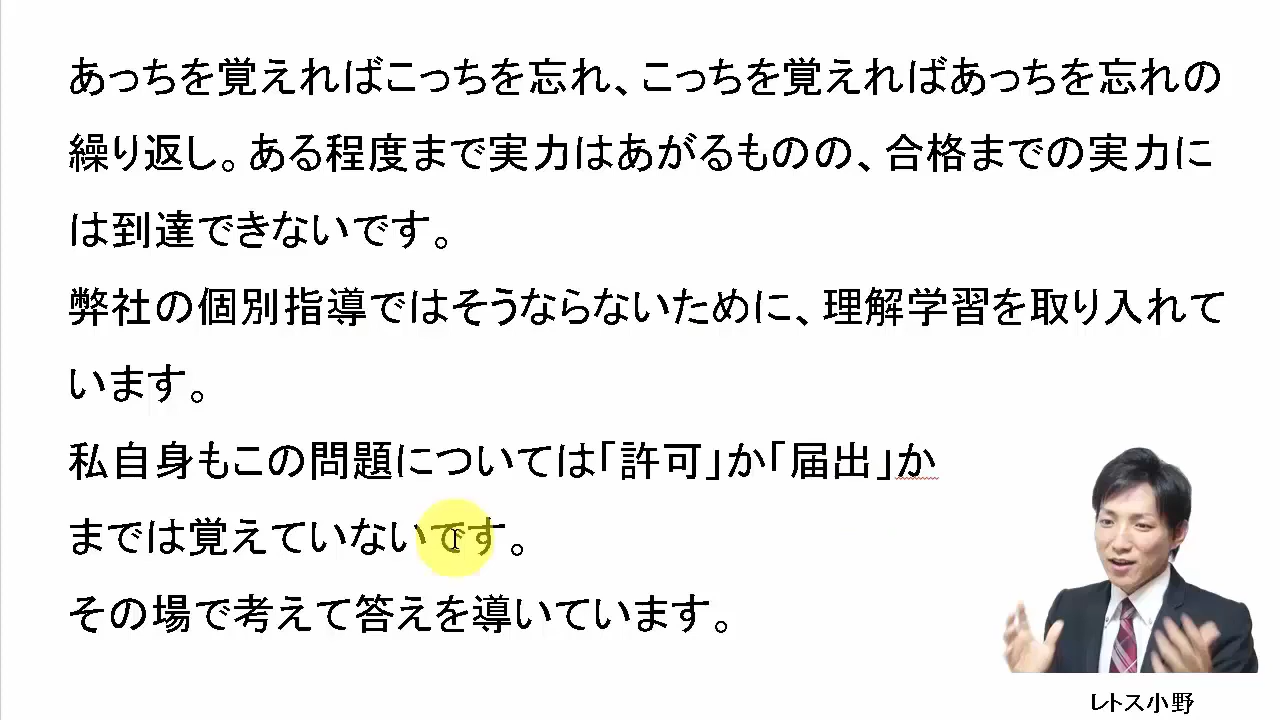 あっちを覚えればこっちを忘れ、こっちを覚えればあっちを忘れの
繰り返し。ある程度まで実力はあがるものの、合格までの実力に
は到達できないです。
弊社の個別指導ではそうならないために、理解学習を取り入れて
います。
私自身もこの問題については「許可」か「届出」か
までは覚えていないです。
その場で考えて答えを導いています。
レトス小野